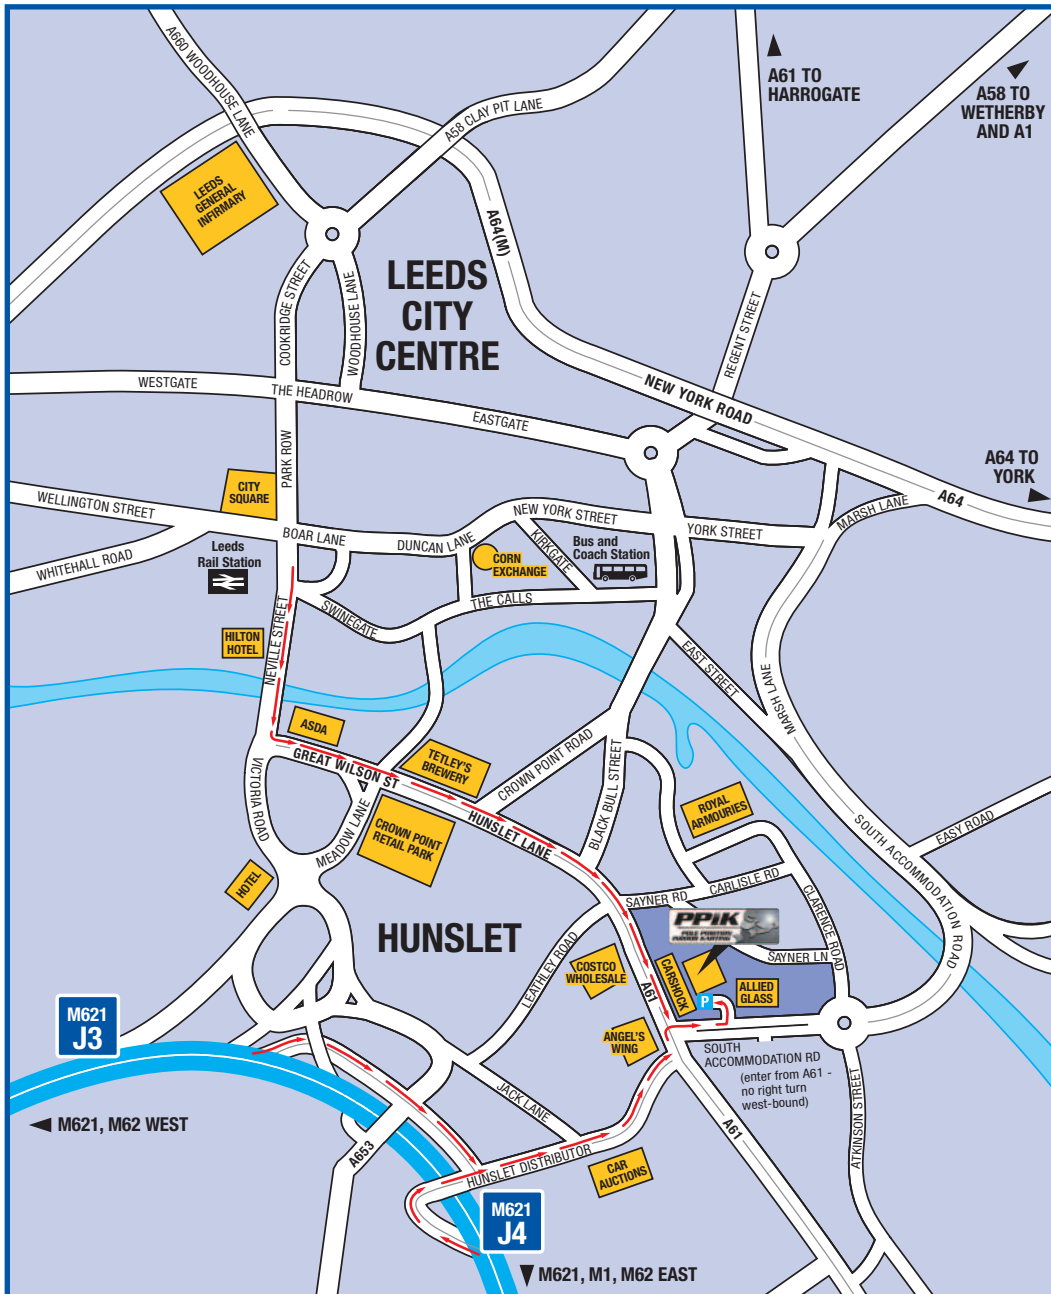 A660 WOODHOUSE LANE
A58 CLAY PIT LANE
A61 TO
HARROGATE
A58 TO
WETHERBY
AND A1
LEEDS
GENERAL
INFIRMARY
A64(M)
LEEDS
CITY
CENTRE
COOKRIDGE STREET
WOODHOUSE LANE
REGENT STREET
WESTGATE
THE HEADROW
EASTGATE
NEW YORK ROAD
PARK ROW
CITY
SQUARE
A64 TO
YORK
A64
MARSH LANE
WELLINGTON STREET
WHITEHALL ROAD
BOAR LANE
DUNCAN LANE
NEW YORK STREET
YORK STREET
KIRKGATE
Leeds
Rail Station
CORN
EXCHANGE
Bus and
Coach Station
THE CALLS
SWINEGATE
NEVILLE STREET
HILTON
HOTEL
EAST STREET
MARSH LANE
ASDA
GREAT WILSON ST
TETLEY'S
BREWERY
CROWN POINT ROAD
BLACK BULL STREET
VICTORIA ROAD
MEADOW LANE
CROWN POINT
RETAIL PARK
HUNSLET LANE
ROYAL
ARMOURIES
SOUTH ACCOMMODATION ROAD
EASY ROAD
HOTEL
SAYNER RD
CARLISLE RD
CLARENCE ROAD
HUNSLET
PPiK
POLE POSITION
INDOOR KARTING
SAYNER LN
LEATHLEY ROAD
COSTCO
WHOLESALE
A61
CARSHOCK
P
ALLIED
GLASS
M621
J3
ANGEL'S
WING
SOUTH
ACCOMMODATION RD
(enter from A61 -
no right turn
west-bound)
M621, M62 WEST
A653
JACK LANE
HUNSLET DISTRIBUTOR
CAR
AUCTIONS
A61
ATKINSON STREET
M621
J4
M621, M1, M62 EAST